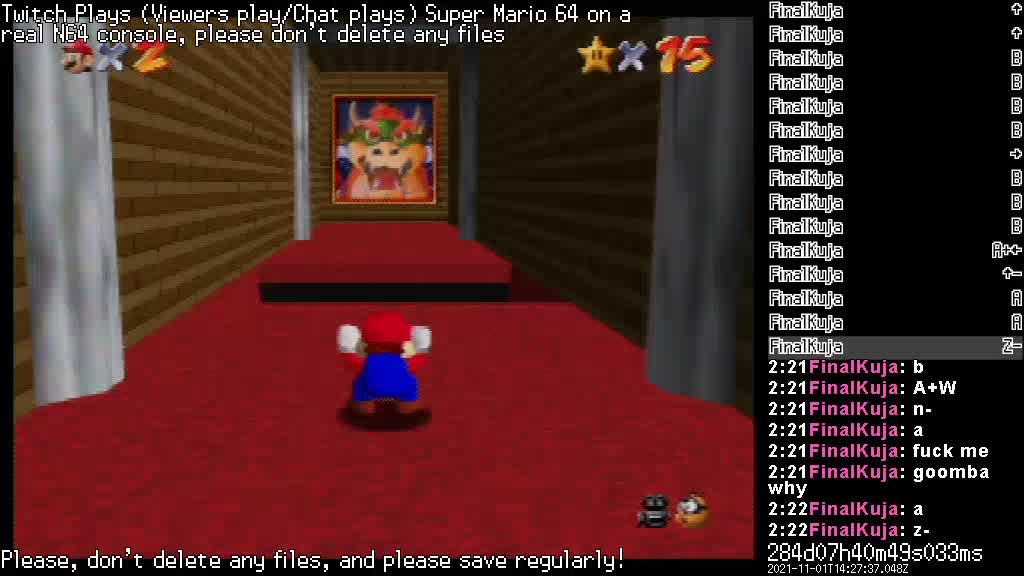 Twitch Plays (Viewers play/Chat plays) Super Mario 64 on a
real N64 console, please don't delete any files
× 2
× 15
Please, don't delete any files, and please save regularly!
FinalKuja ↑
FinalKuja ↑
FinalKuja B
FinalKuja B
FinalKuja B
FinalKuja B
FinalKuja →
FinalKuja B
FinalKuja B
FinalKuja B
FinalKuja
FinalKuja ↑-
FinalKuja A
FinalKuja A
FinalKuja Z-
2:21FinalKuja: b
2:21FinalKuja: A+W
2:21FinalKuja: n-
2:21FinalKuja: a
2:21FinalKuja: fuck me
2:21FinalKuja: goomba
why
2:22FinalKuja: a
2:22FinalKuja: z-
284d07h40m49s033ms
2021-11-01T14:27:37.048Z